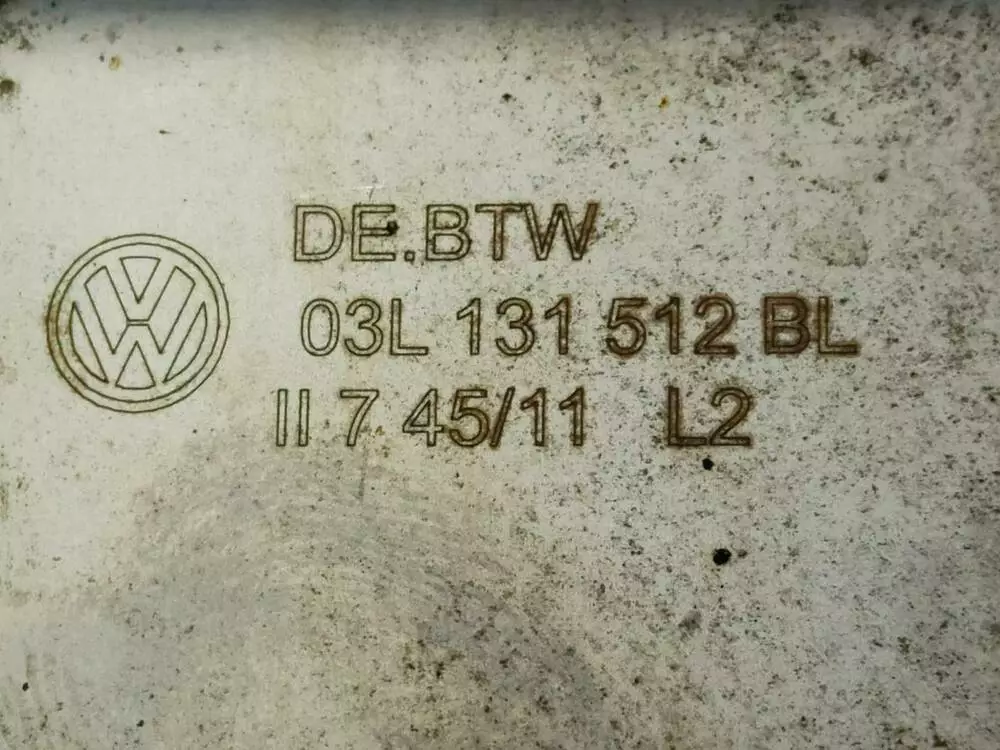 DE.BTW
03L 131 512 BL
II 7 45/11 L2